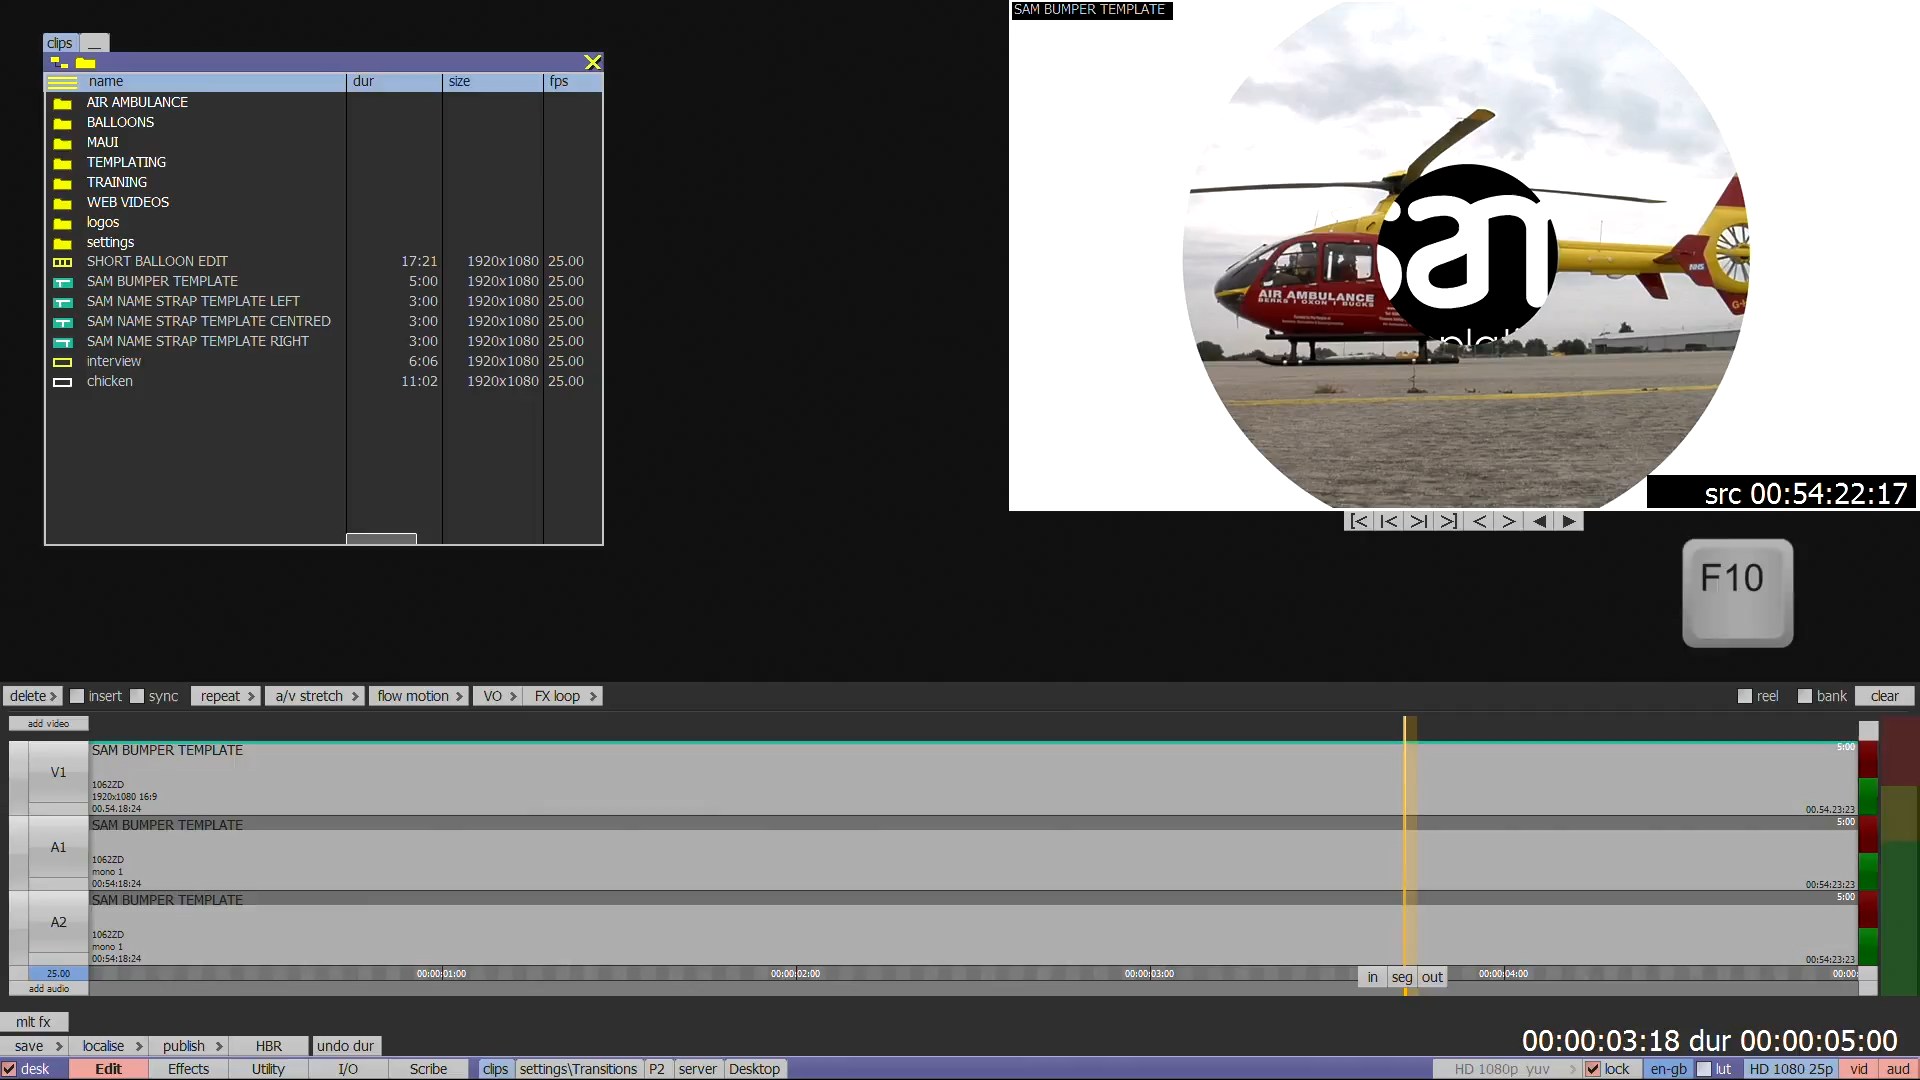 clips
name dur size fps
AIR AMBULANCE
BALLOONS
MAUI
TEMPLATING
TRAINING
WEB VIDEOS
logos
settings
SHORT BALLOON EDIT 17:21 1920x1080 25.00
SAM BUMPER TEMPLATE 5:00 1920x1080 25.00
SAM NAME STRAP TEMPLATE LEFT 3:00 1920x1080 25.00
SAM NAME STRAP TEMPLATE CENTRED 3:00 1920x1080 25.00
SAM NAME STRAP TEMPLATE RIGHT 3:00 1920x1080 25.00
interview 6:06 1920x1080 25.00
chicken 11:02 1920x1080 25.00
SAM BUMPER TEMPLATE
sam
AIR AMBULANCE
BERKS I OXON I BUCKS
NHS
src 00:54:22:17
[< |< >| >] < > ◀ ▶
F10
delete > insert sync repeat > a/v stretch > flow motion > VO > FX loop > reel bank clear
add video
V1 SAM BUMPER TEMPLATE 5:00
1062ZD
1920x1080 16:9
00.54.18:24 00.54.23:23
A1 SAM BUMPER TEMPLATE 5:00
1062ZD
mono 1
00:54:18:24 00:54:23:23
A2 SAM BUMPER TEMPLATE 5:00
1062ZD
mono 1
00:54:18:24 00:54:23:23
25.00 00:00:01:00 00:00:02:00 00:00:03:00 00:00:04:00 00:00:
in seg out
add audio
mlt fx
save > localise > publish > HBR undo dur
00:00:03:18 dur 00:00:05:00
desk Edit Effects Utility I/O Scribe clips settings\Transitions P2 server Desktop HD 1080p yuv > lock en-gb lut HD 1080 25p vid aud